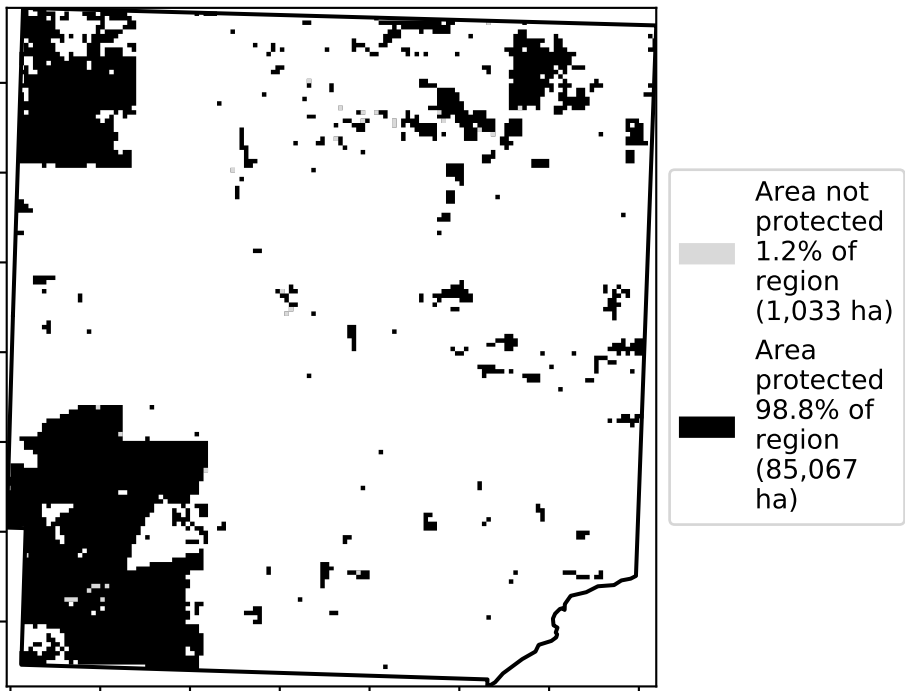 Area not
protected
1.2% of
region
(1,033 ha)
Area
protected
98.8% of
region
(85,067
ha)